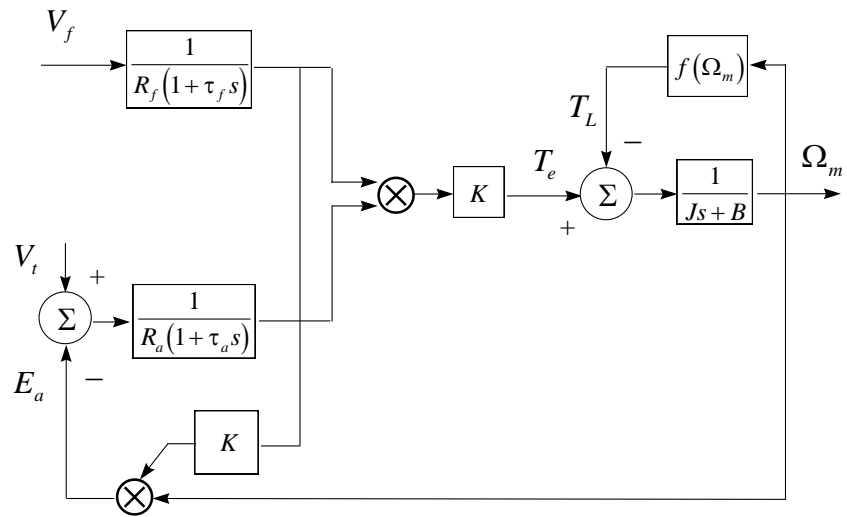 V_f
1
R_f(1+τ_f s)
f(Ω_m)
T_L
−
Ω_m
T_e
K
Σ
1
Js+B
+
V_t
+
Σ
1
R_a(1+τ_a s)
E_a
−
K